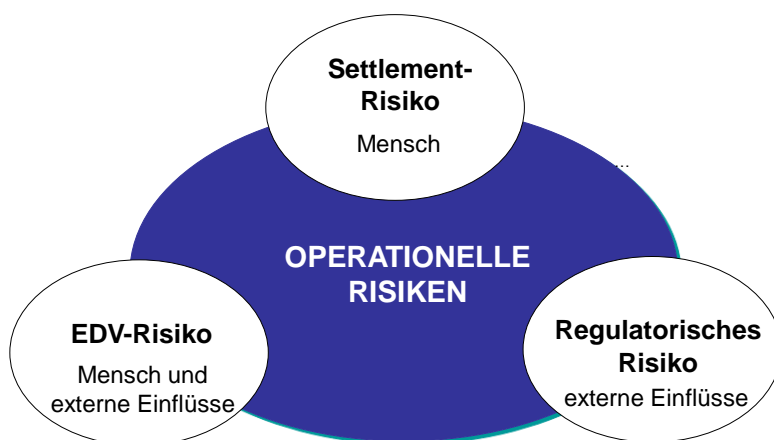 Settlement-
Risiko
Mensch
...
OPERATIONELLE
RISIKEN
EDV-Risiko
Mensch und
externe Einflüsse
Regulatorisches
Risiko
externe Einflüsse